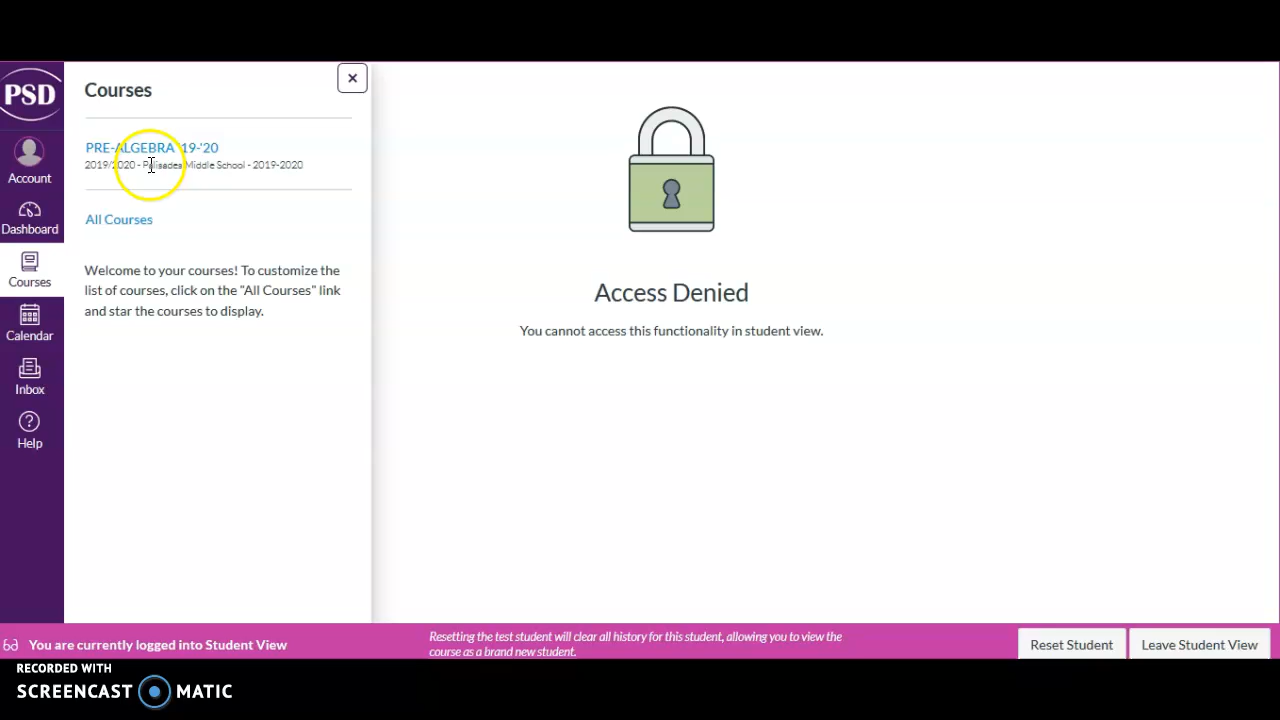 PSD
Account
Dashboard
Courses
Calendar
Inbox
Help
Courses
×
PRE-ALGEBRA '19-'20
2019/2020 - Palisades Middle School - 2019-2020
All Courses
Welcome to your courses! To customize the
list of courses, click on the "All Courses" link
and star the courses to display.
Access Denied
You cannot access this functionality in student view.
You are currently logged into Student View
Resetting the test student will clear all history for this student, allowing you to view the
course as a brand new student.
Reset Student
Leave Student View
RECORDED WITH
SCREENCAST MATIC